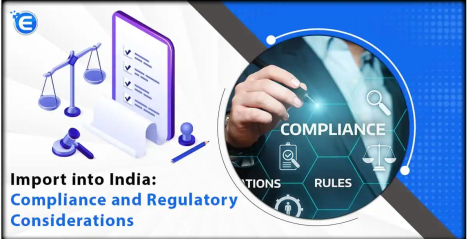 E
Import into India:
Compliance and Regulatory
Considerations
COMPLIANCE
TIONS
RULES